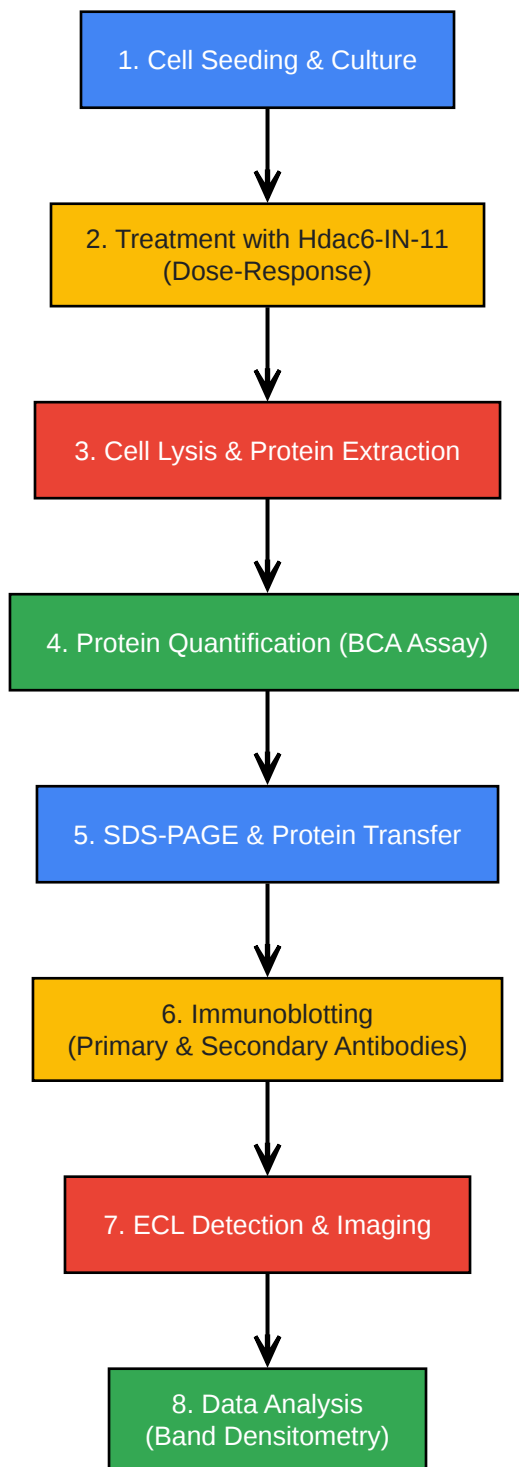 1. Cell Seeding & Culture
2. Treatment with Hdac6-IN-11
(Dose-Response)
3. Cell Lysis & Protein Extraction
4. Protein Quantification (BCA Assay)
5. SDS-PAGE & Protein Transfer
6. Immunoblotting
(Primary & Secondary Antibodies)
7. ECL Detection & Imaging
8. Data Analysis
(Band Densitometry)